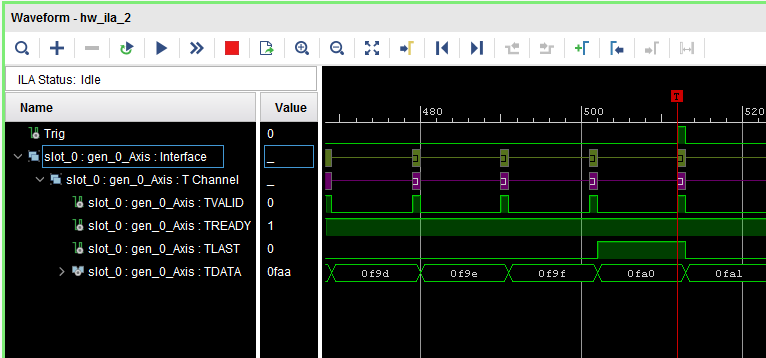 Waveform - hw_ila_2
ILA Status: Idle
Name Value
480 500 520
T
Trig 0
slot_0 : gen_0_Axis : Interface _
slot_0 : gen_0_Axis : T Channel _
slot_0 : gen_0_Axis : TVALID 0
slot_0 : gen_0_Axis : TREADY 1
slot_0 : gen_0_Axis : TLAST 0
slot_0 : gen_0_Axis : TDATA 0faa 0f9d 0f9e 0f9f 0fa0 0fa1